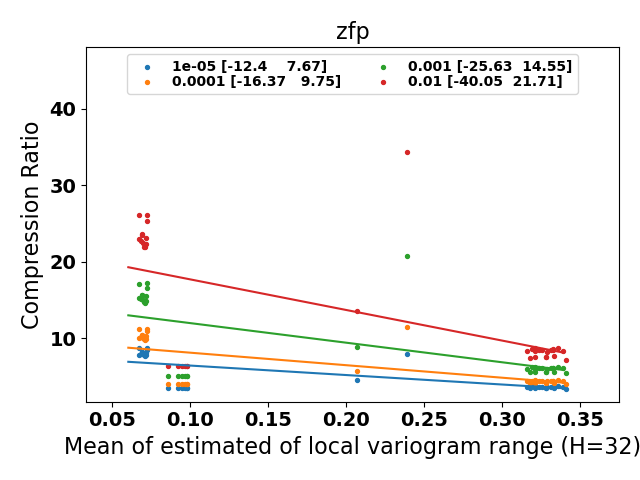 zfp
1e-05 [-12.4 7.67]
0.0001 [-16.37 9.75]
0.001 [-25.63 14.55]
0.01 [-40.05 21.71]
Compression Ratio
40
30
20
10
0.05 0.10 0.15 0.20 0.25 0.30 0.35
Mean of estimated of local variogram range (H=32)